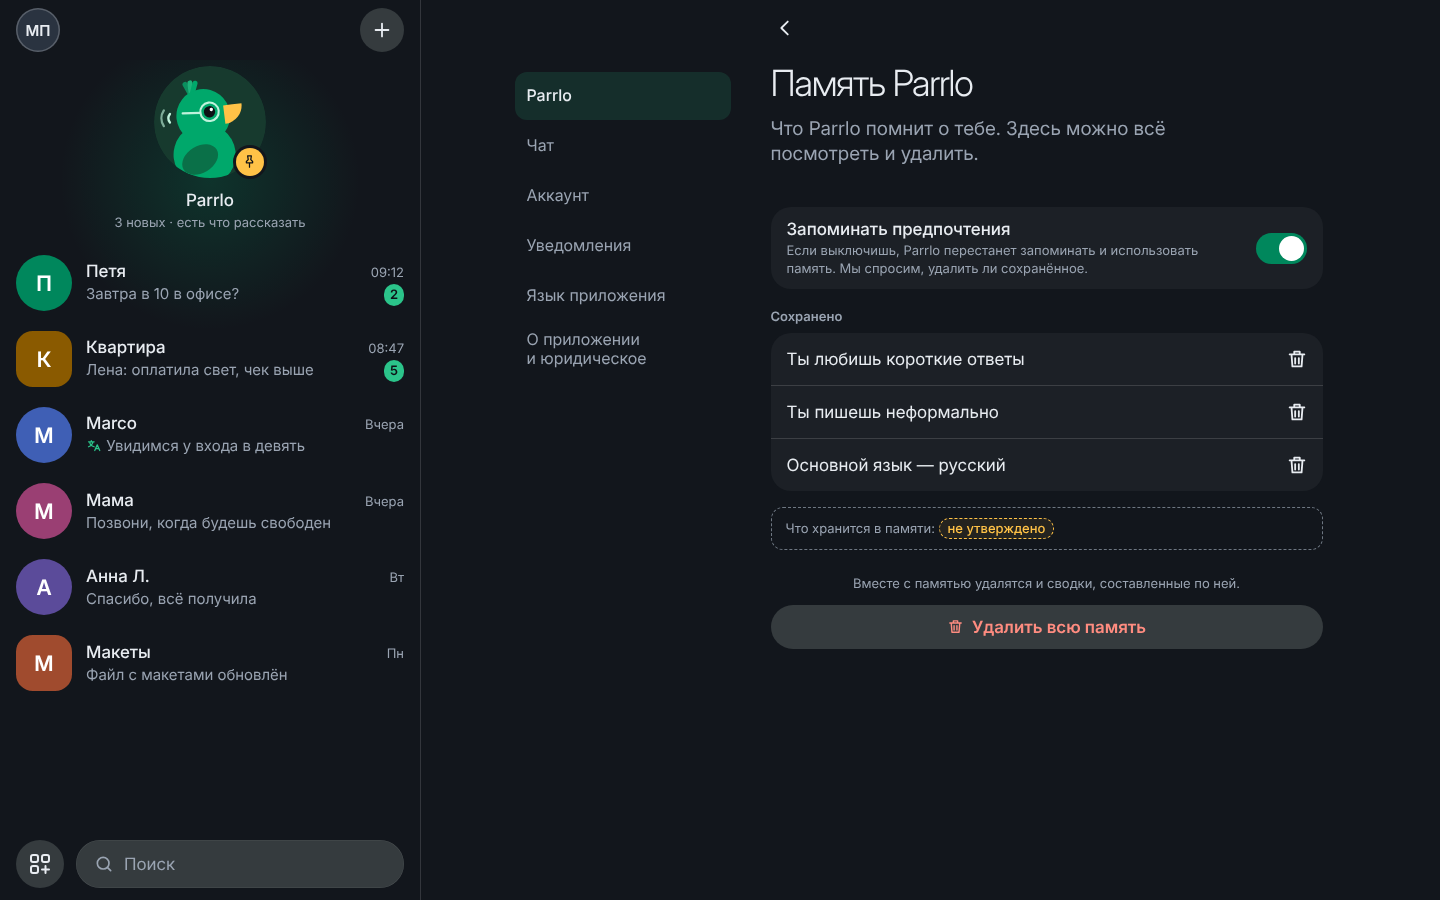 МП
Parrlo
3 новых · есть что рассказать
Петя
09:12
Завтра в 10 в офисе?
2
П
Квартира
08:47
Лена: оплатила свет, чек выше
5
К
Marco
Вчера
Увидимся у входа в девять
M
Мама
Вчера
Позвони, когда будешь свободен
М
Анна Л.
Вт
Спасибо, всё получила
А
Макеты
Пн
Файл с макетами обновлён
М
Поиск
Parrlo
Чат
Аккаунт
Уведомления
Язык приложения
О приложении
и юридическое
Память Parrlo
Что Parrlo помнит о тебе. Здесь можно всё
посмотреть и удалить.
Запоминать предпочтения
Если выключишь, Parrlo перестанет запоминать и использовать
память. Мы спросим, удалить ли сохранённое.
Сохранено
Ты любишь короткие ответы
Ты пишешь неформально
Основной язык — русский
Что хранится в памяти: не утверждено
Вместе с памятью удалятся и сводки, составленные по ней.
Удалить всю память